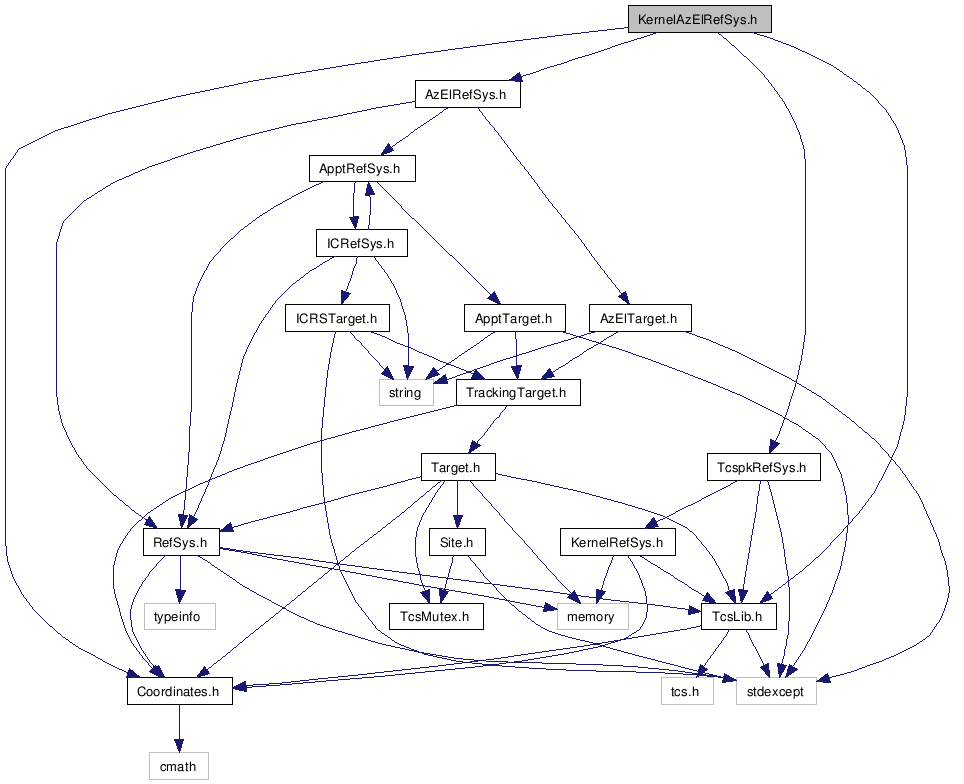 KernelAzElRefSys.h
AzElRefSys.h
ApptRefSys.h
ICRefSys.h
ICRSTarget.h
ApptTarget.h
AzElTarget.h
string
TrackingTarget.h
Target.h
TcspkRefSys.h
RefSys.h
Site.h
KernelRefSys.h
typeinfo
TcsMutex.h
memory
TcsLib.h
Coordinates.h
tcs.h
stdexcept
cmath